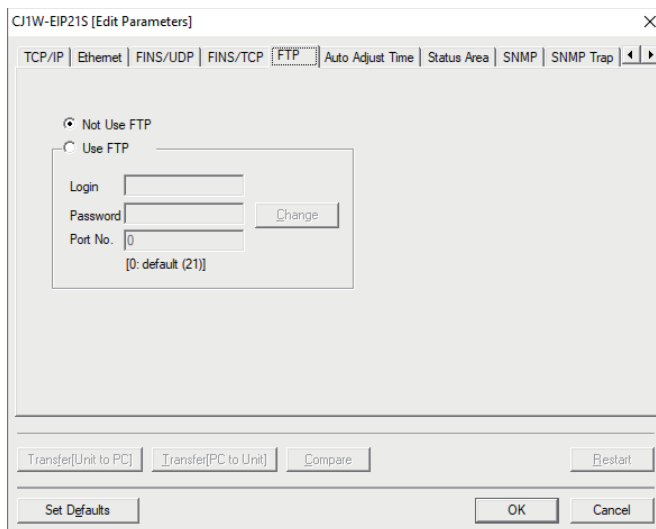 CJ1W-EIP21S [Edit Parameters]
TCP/IP Ethernet FINS/UDP FINS/TCP FTP Auto Adjust Time Status Area SNMP SNMP Trap
Not Use FTP
Use FTP
Login
Password
Change
Port No. 0
[0: default (21)]
Transfer[Unit to PC] Transfer[PC to Unit] Compare Restart
Set Defaults OK Cancel